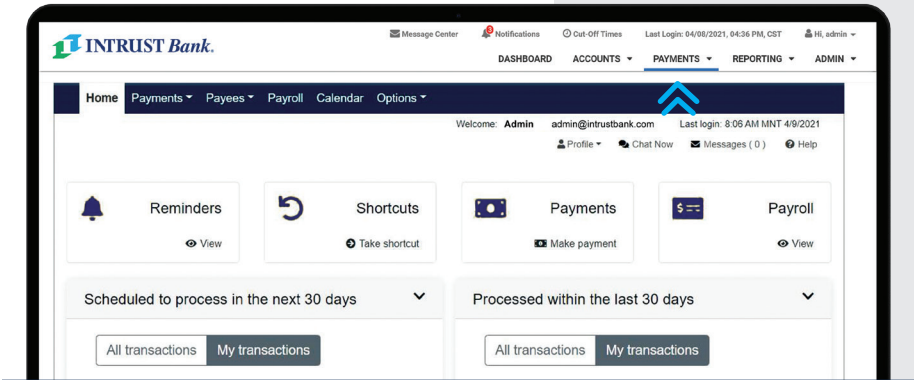 Message Center 3 Notifications Cut-Off Times Last Login: 04/08/2021, 04:36 PM, CST Hi, admin
INTRUST Bank.
DASHBOARD ACCOUNTS PAYMENTS REPORTING ADMIN
Home Payments Payees Payroll Calendar Options
Welcome: Admin admin@intrustbank.com Last login: 8:06 AM MNT 4/9/2021
Profile Chat Now Messages ( 0 ) Help
Reminders Shortcuts Payments Payroll
View Take shortcut Make payment View
Scheduled to process in the next 30 days Processed within the last 30 days
All transactions My transactions All transactions My transactions